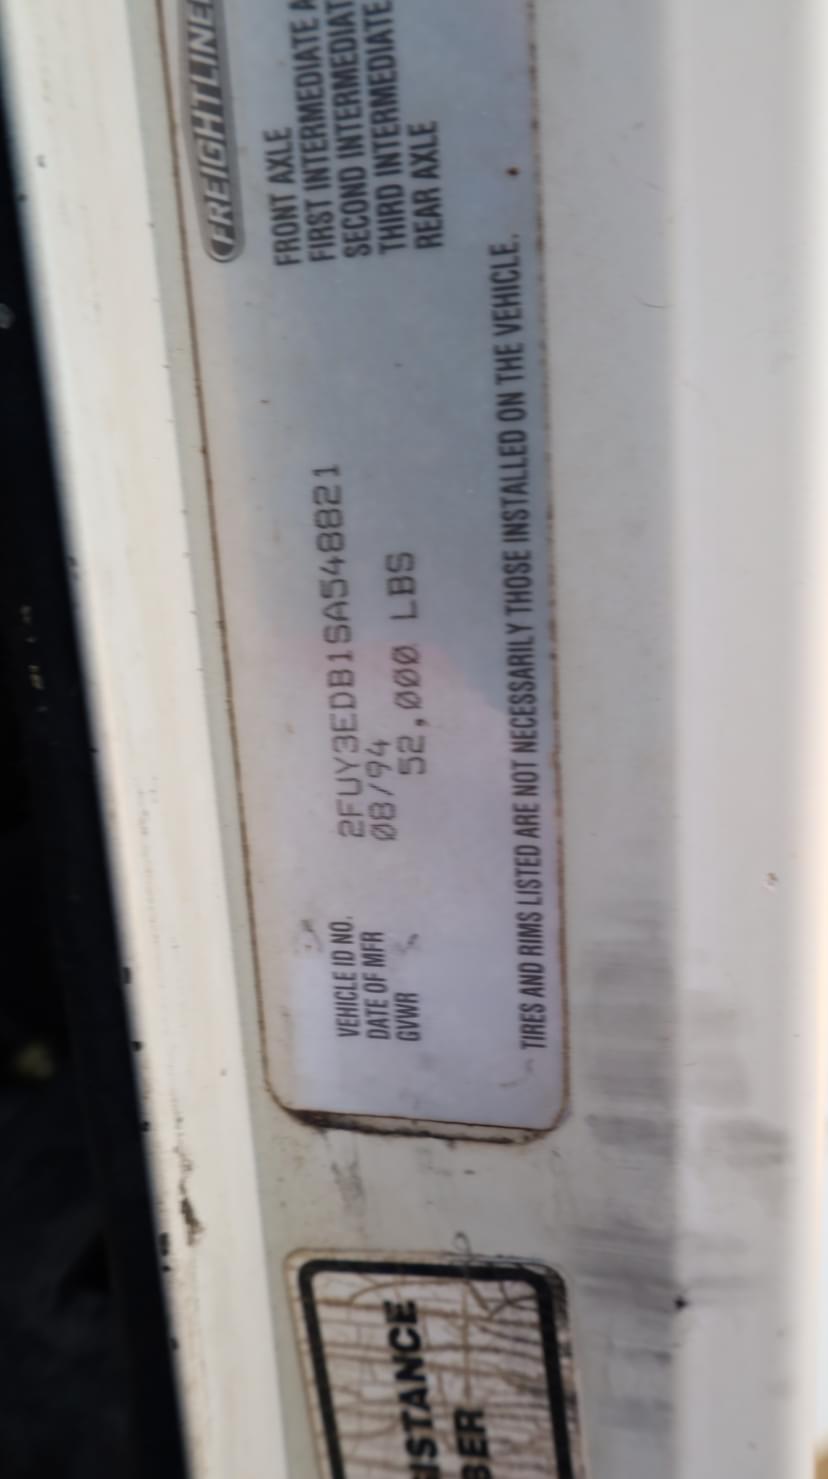 FREIGHTLINER
VEHICLE ID NO. 2FUY3EDB1SA548821
DATE OF MFR 08/94
GVWR 52,000 LBS
FRONT AXLE
FIRST INTERMEDIATE A
SECOND INTERMEDIAT
THIRD INTERMEDIATE
REAR AXLE
TIRES AND RIMS LISTED ARE NOT NECESSARILY THOSE INSTALLED ON THE VEHICLE.
ISTANCE
BER